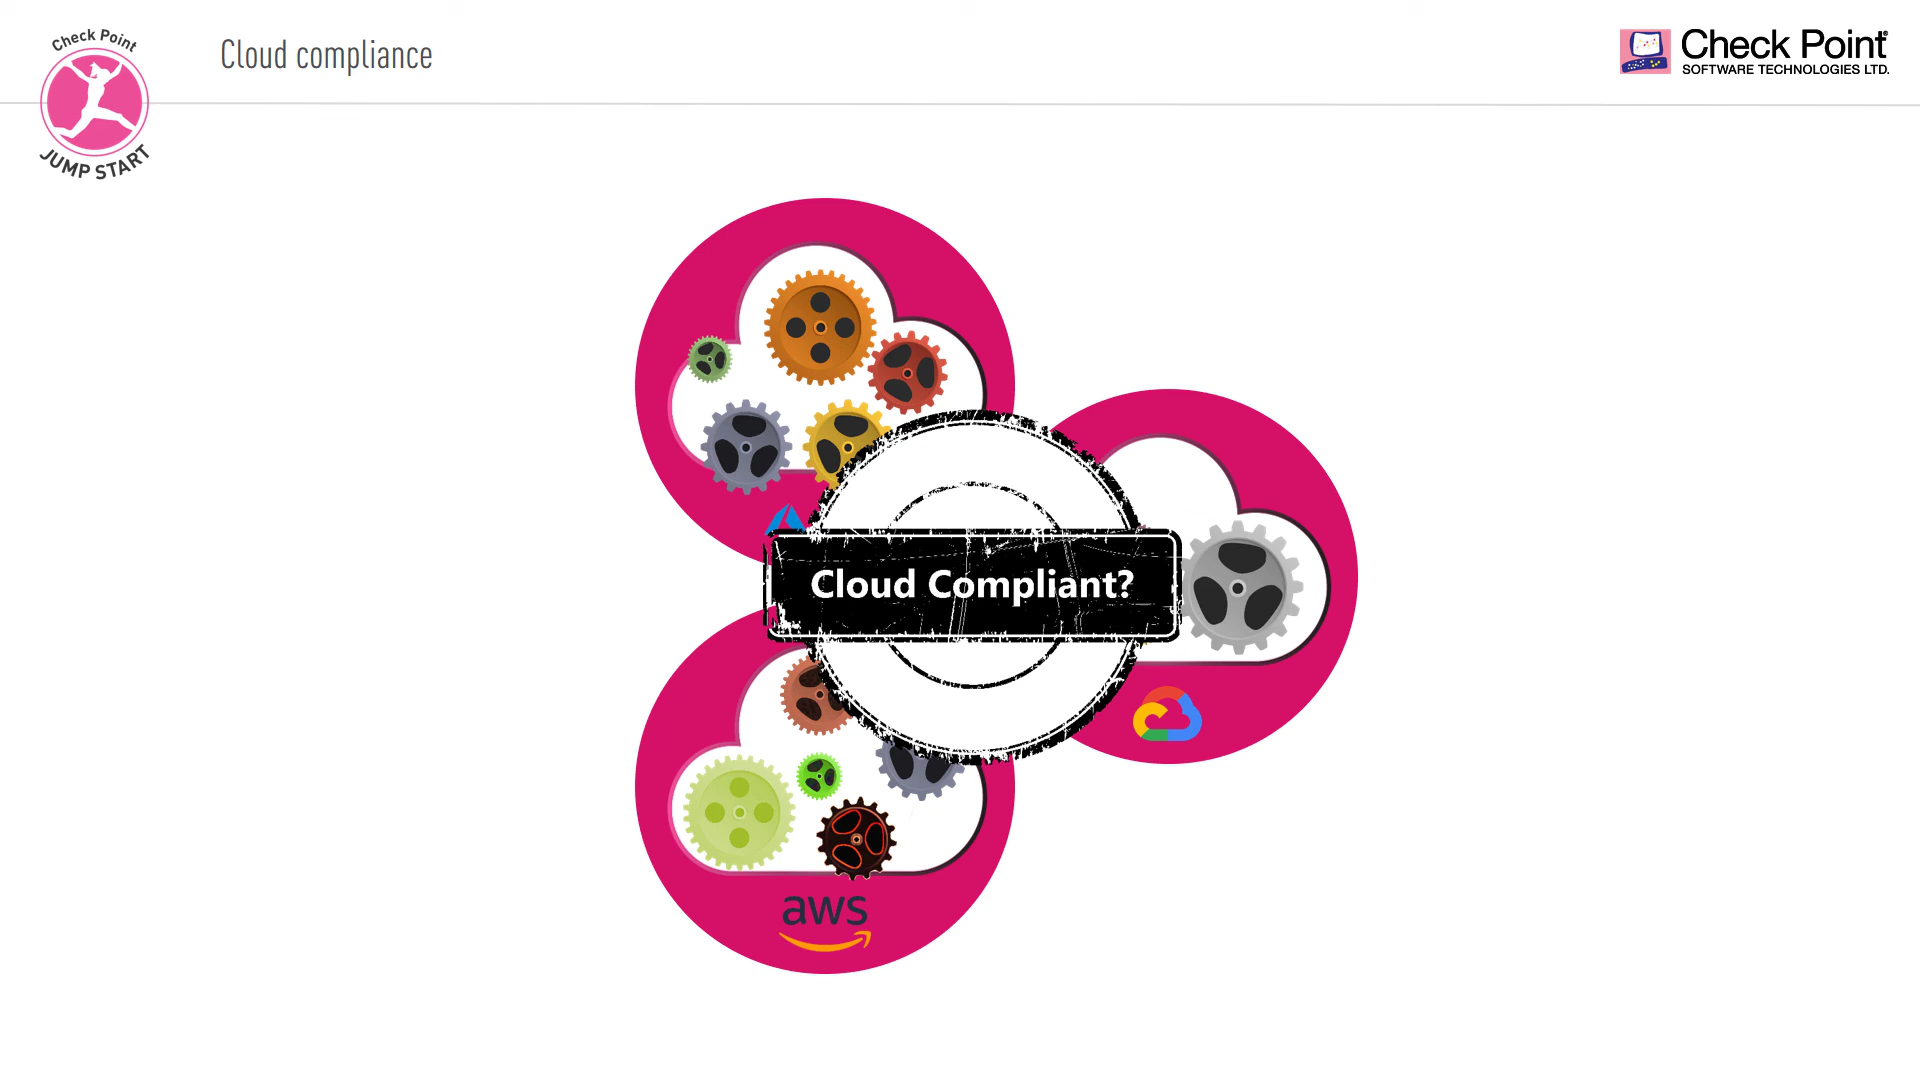 Check Point
JUMP START
Cloud compliance
Check Point
SOFTWARE TECHNOLOGIES LTD.
Cloud Compliant?
aws